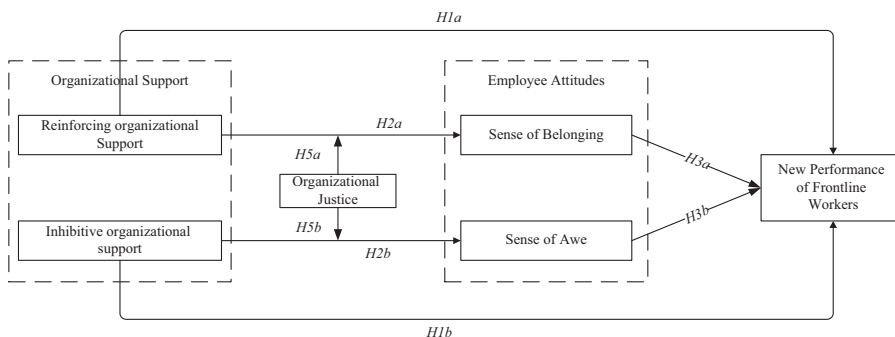 H1a
Organizational Support
Employee Attitudes
Reinforcing organizational
Support
H2a
Sense of Belonging
H3a
H5a
Organizational
Justice
New Performance
of Frontline
Workers
H3b
Inhibitive organizational
support
H5b
H2b
Sense of Awe
H1b